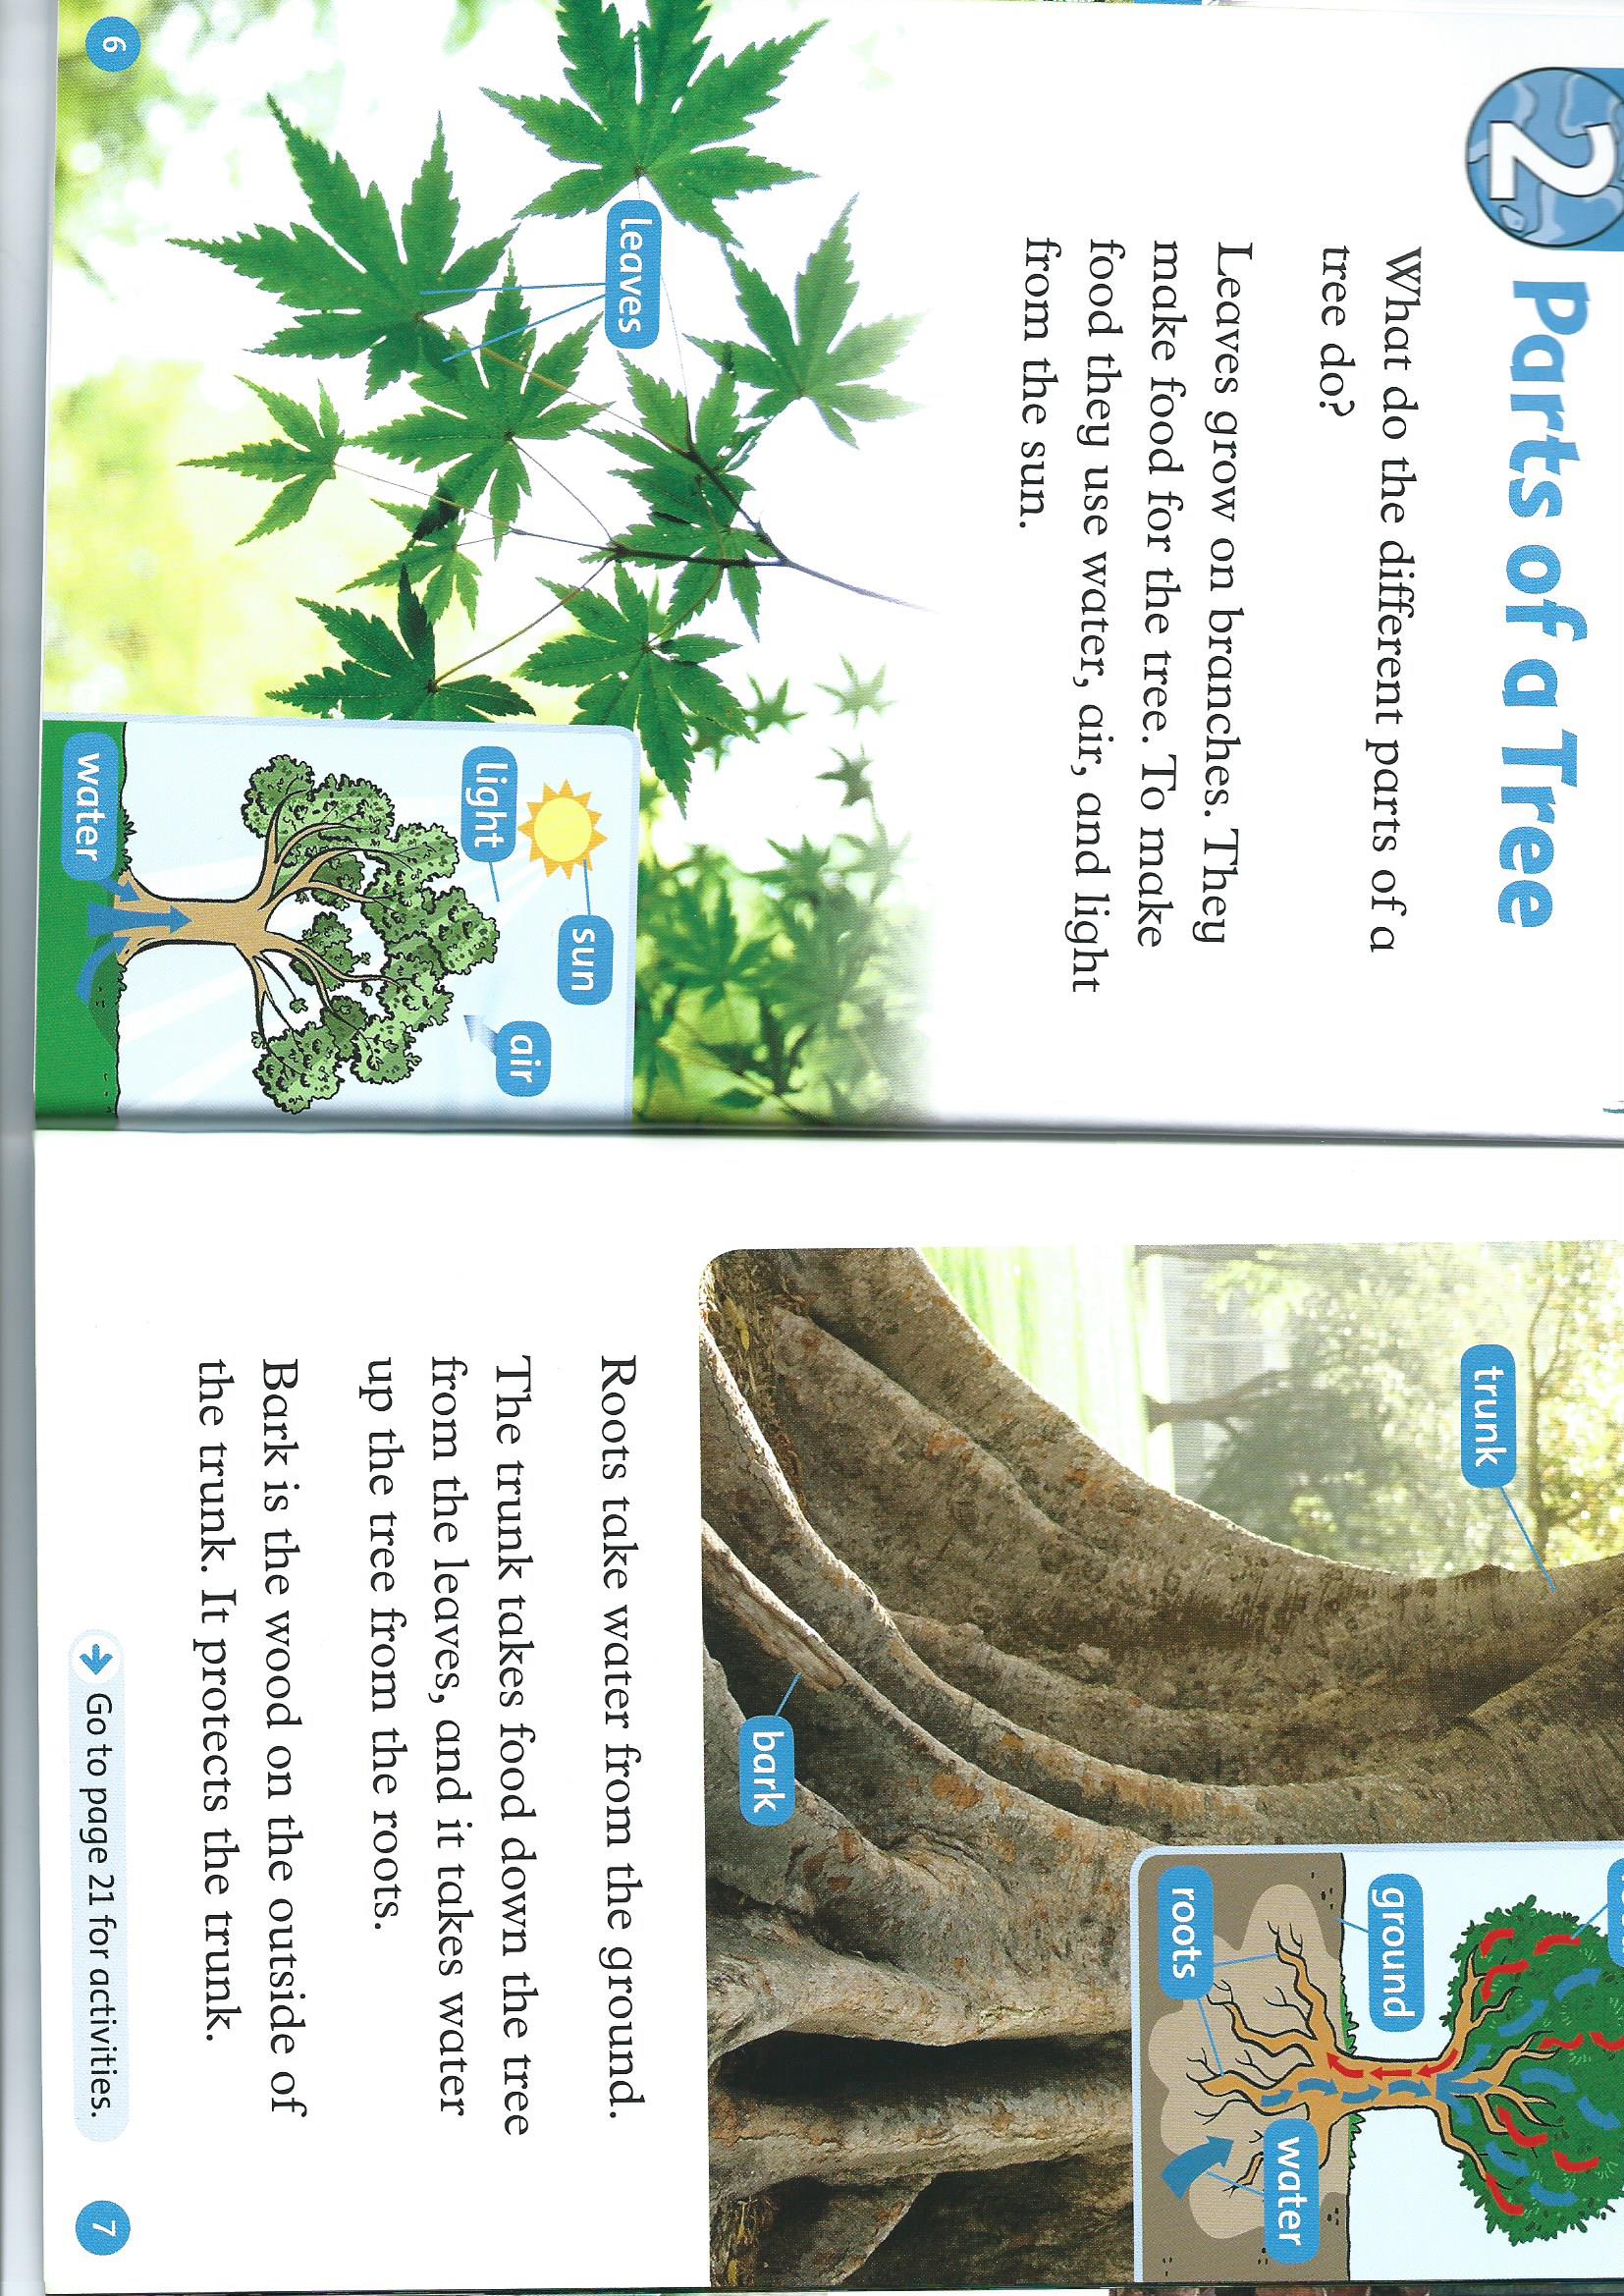 2
Parts of a Tree
What do the different parts of a
tree do?
Leaves grow on branches. They
make food for the tree. To make
food they use water, air, and light
from the sun.
leaves
sun
air
light
water
6
trunk
bark
ground
roots
water
Roots take water from the ground.
The trunk takes food down the tree
from the leaves, and it takes water
up the tree from the roots.
Bark is the wood on the outside of
the trunk. It protects the trunk.
Go to page 21 for activities.
7